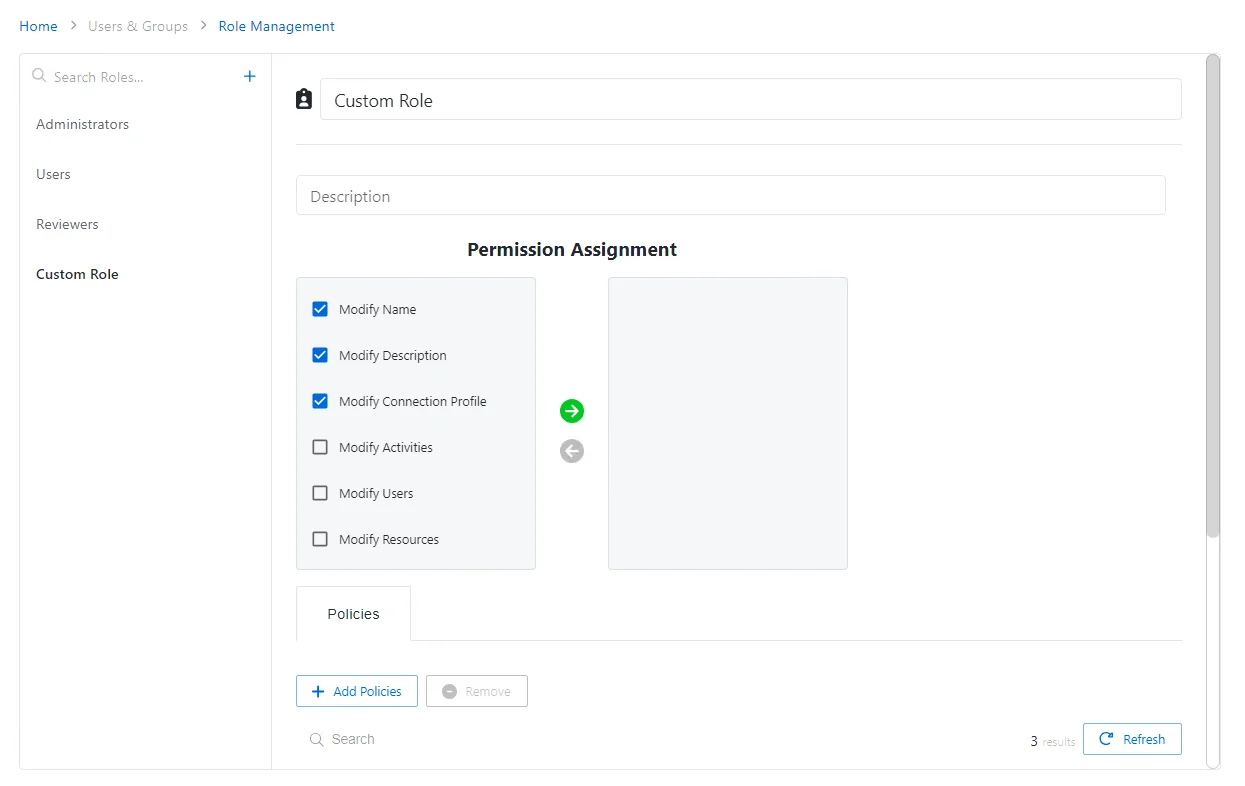 Home > Users & Groups > Role Management
Search Roles...
Administrators
Users
Reviewers
Custom Role
Custom Role
Description
Permission Assignment
Modify Name
Modify Description
Modify Connection Profile
Modify Activities
Modify Users
Modify Resources
Policies
Add Policies Remove
Search 3 results Refresh